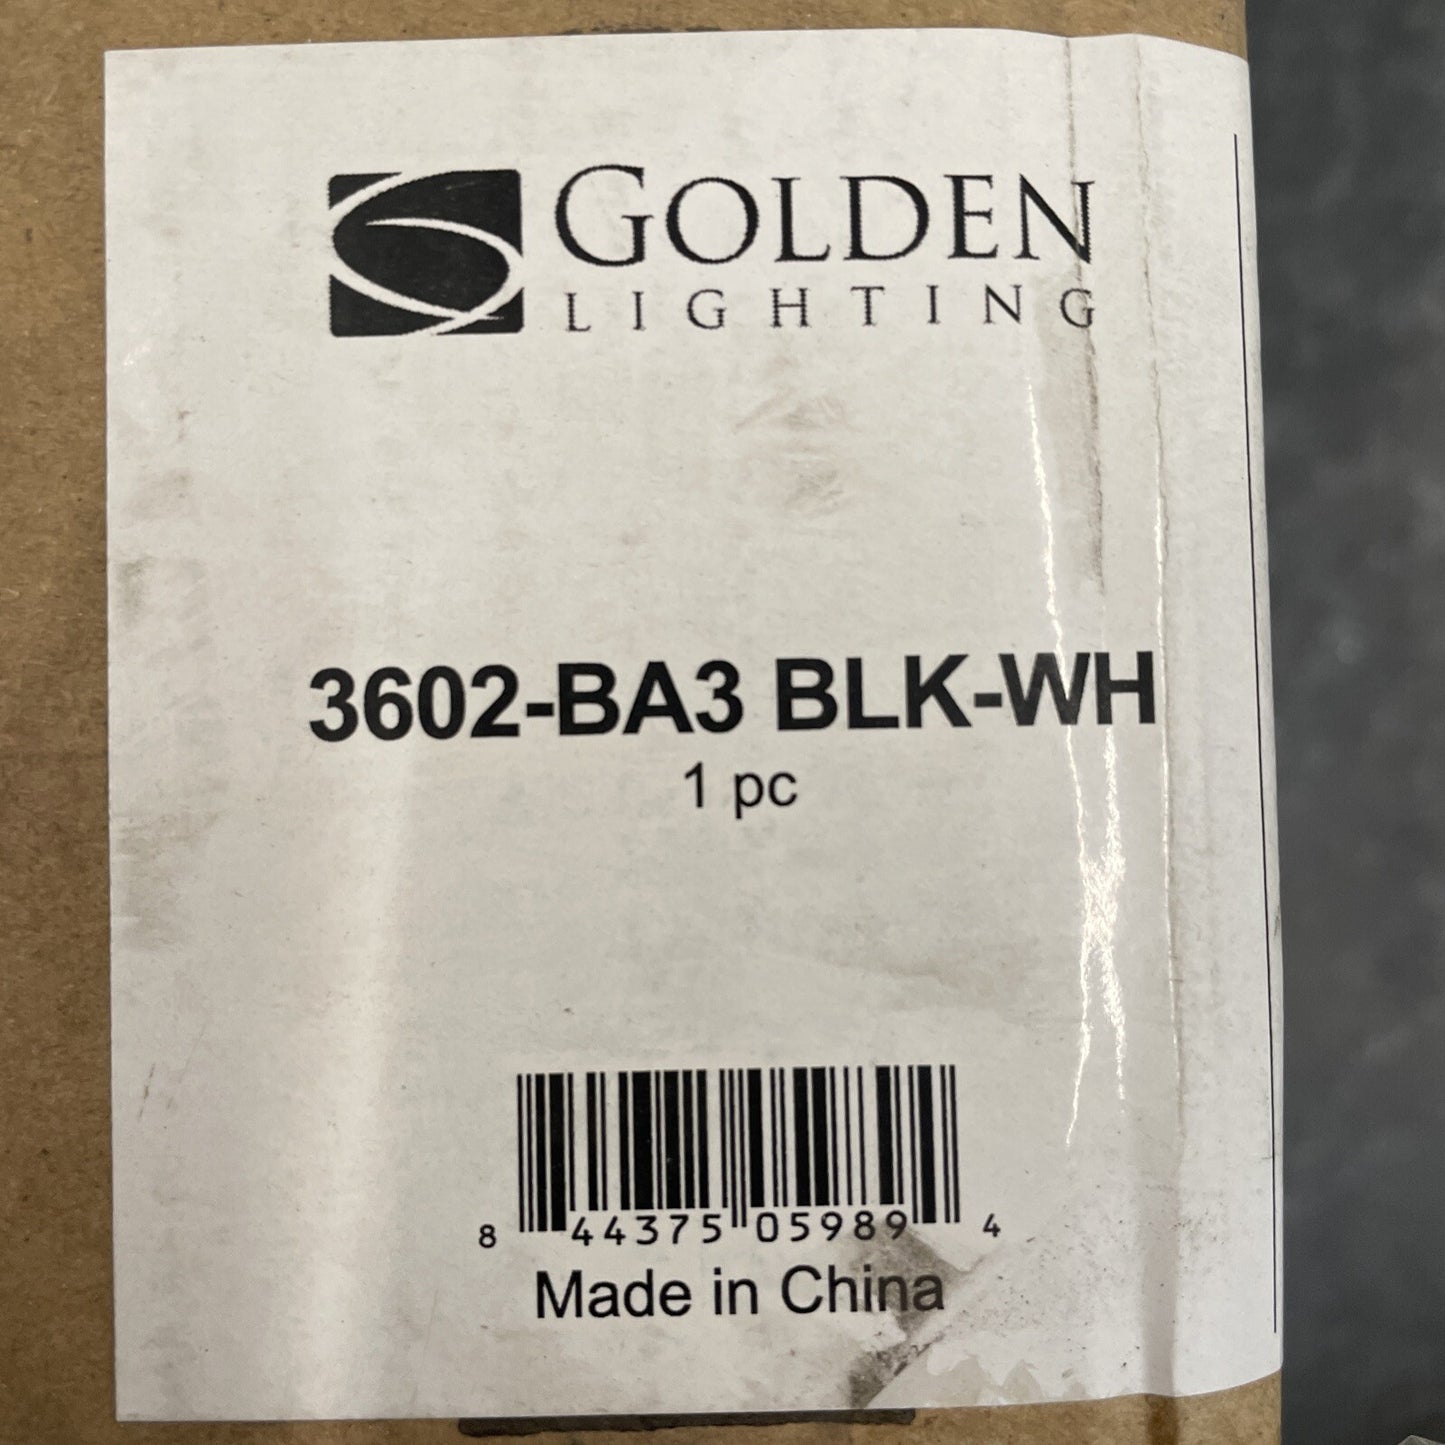 GOLDEN
LIGHTING
3602-BA3 BLK-WH
1 pc
8 44375 05989 4
Made in China